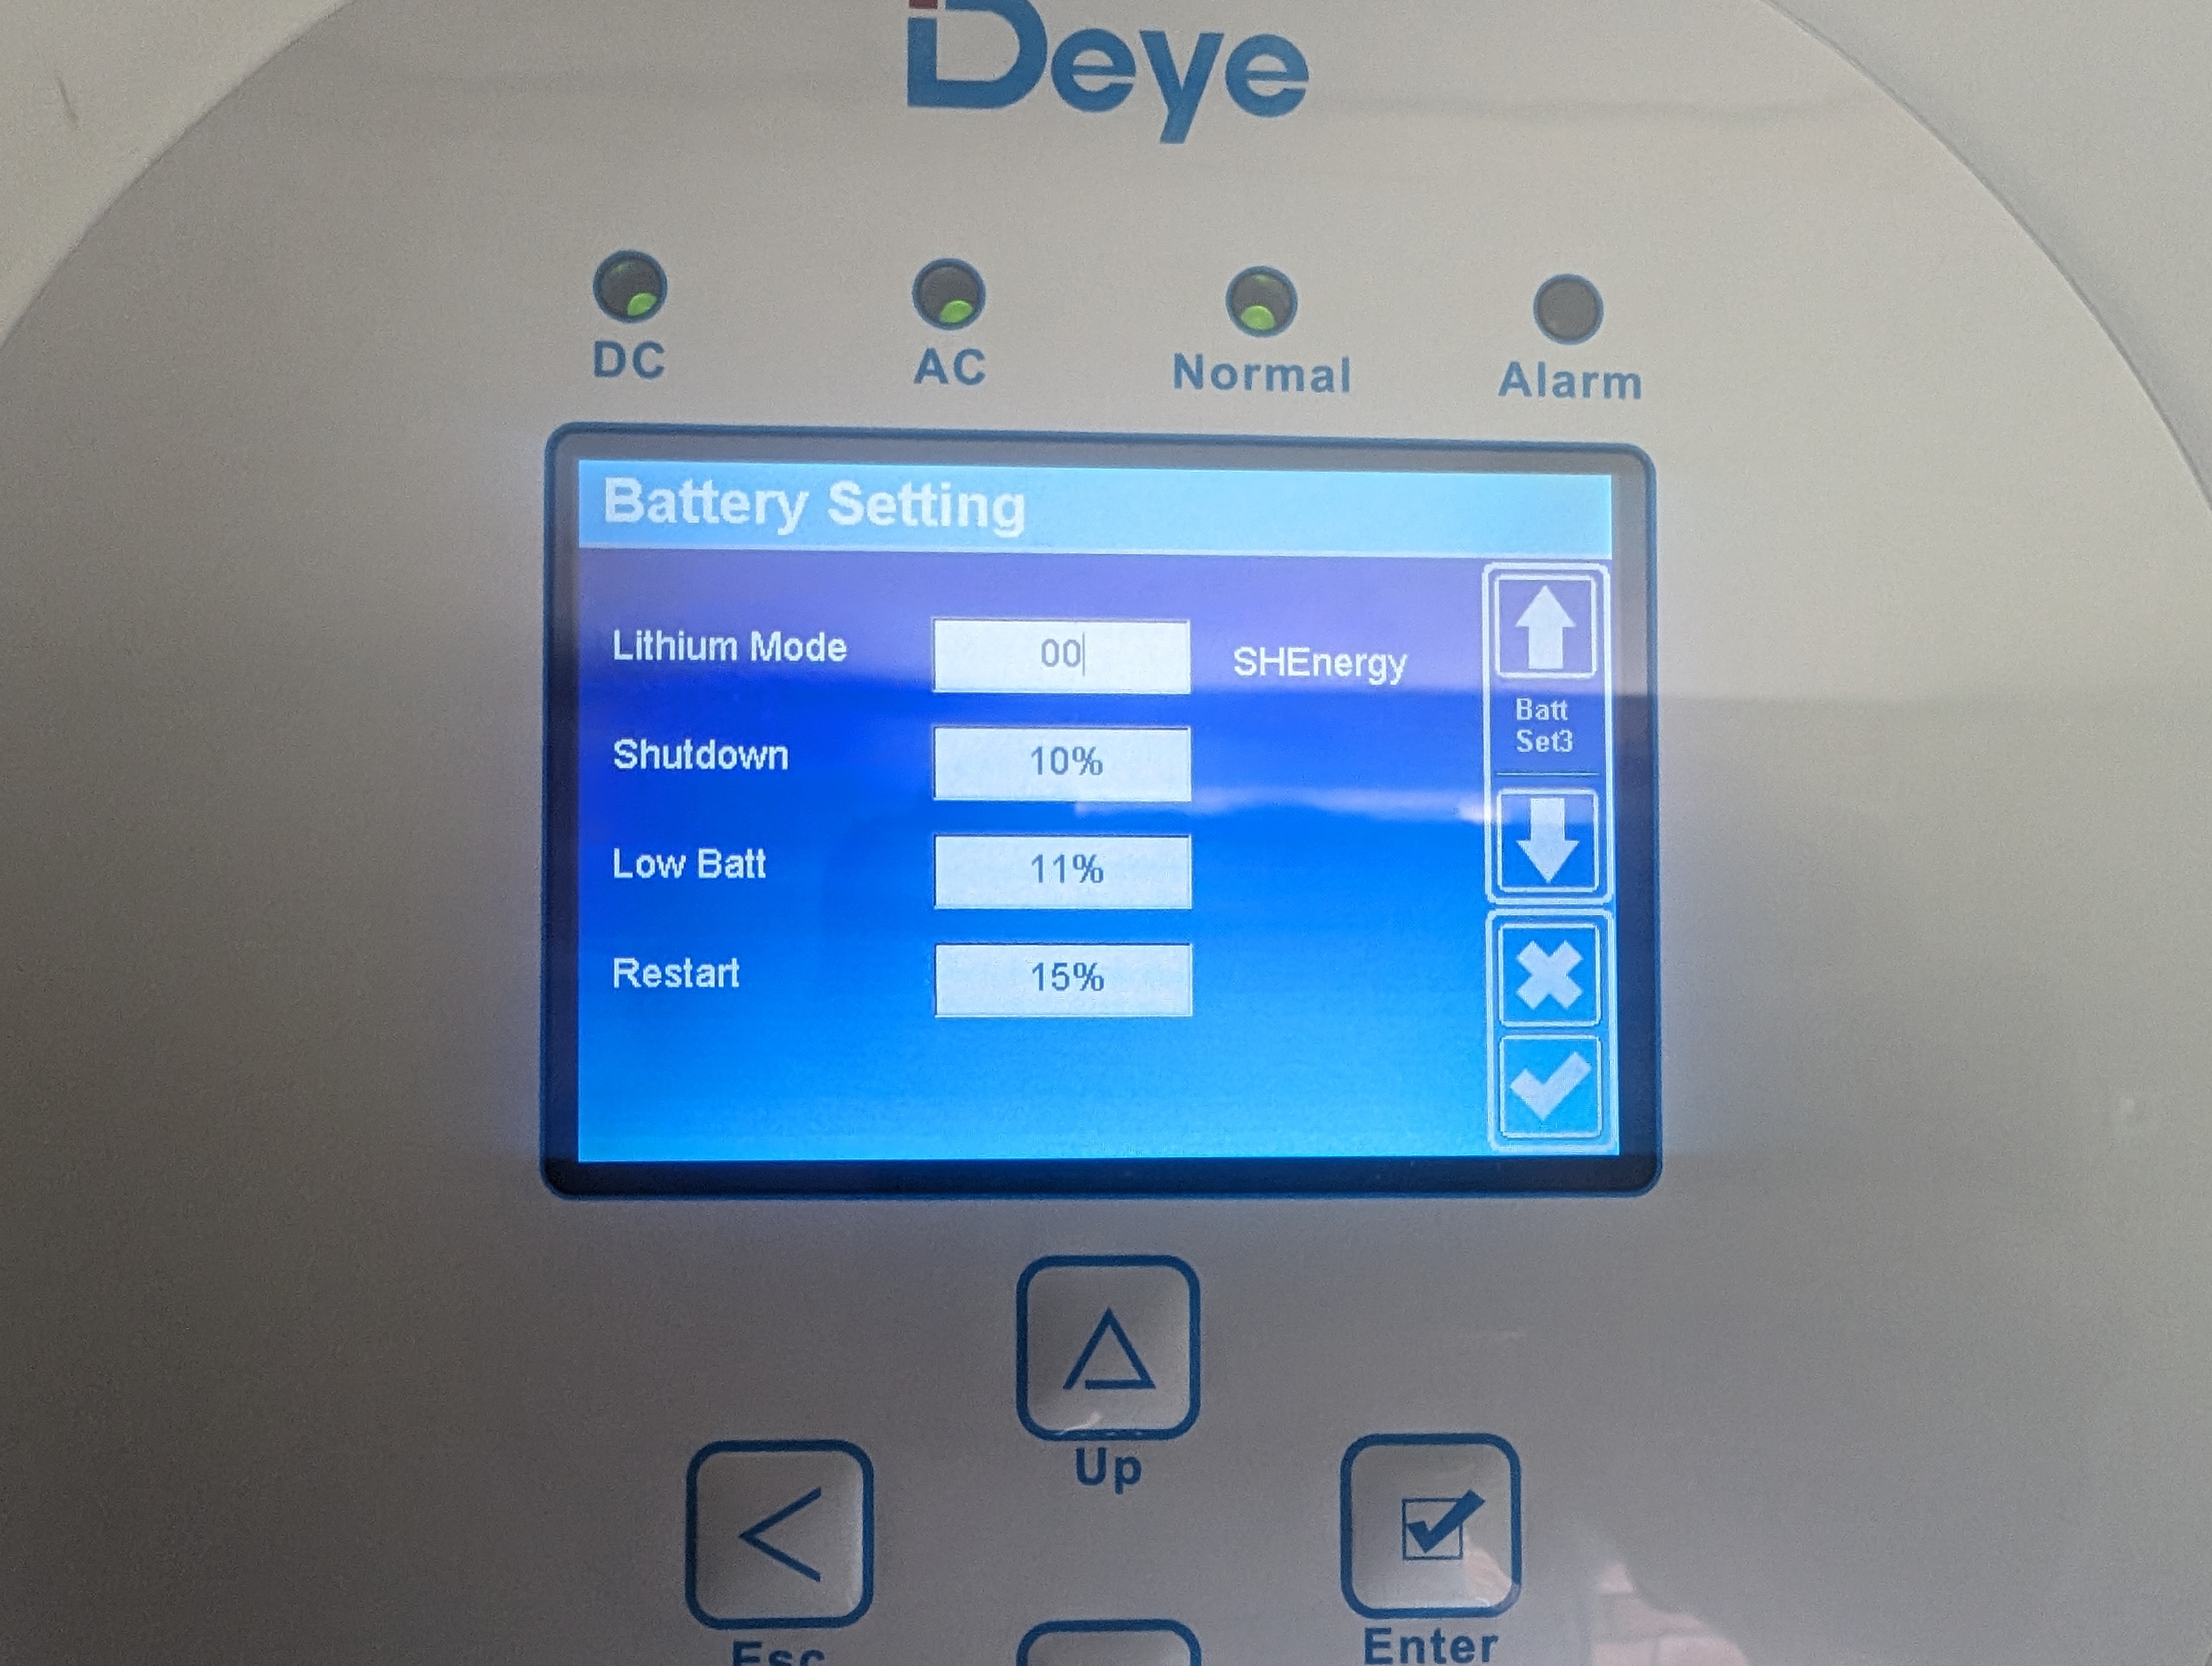 Deye
DC AC Normal Alarm
Battery Setting
Lithium Mode 00 SHEnergy
Batt
Set3
Shutdown 10%
Low Batt 11%
Restart 15%
Up
Esc Enter